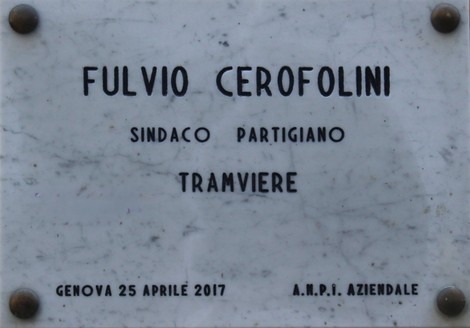 FULVIO CEROFOLINI
SINDACO PARTIGIANO
TRAMVIERE
GENOVA 25 APRILE 2017 A.N.P.i. AZIENDALE